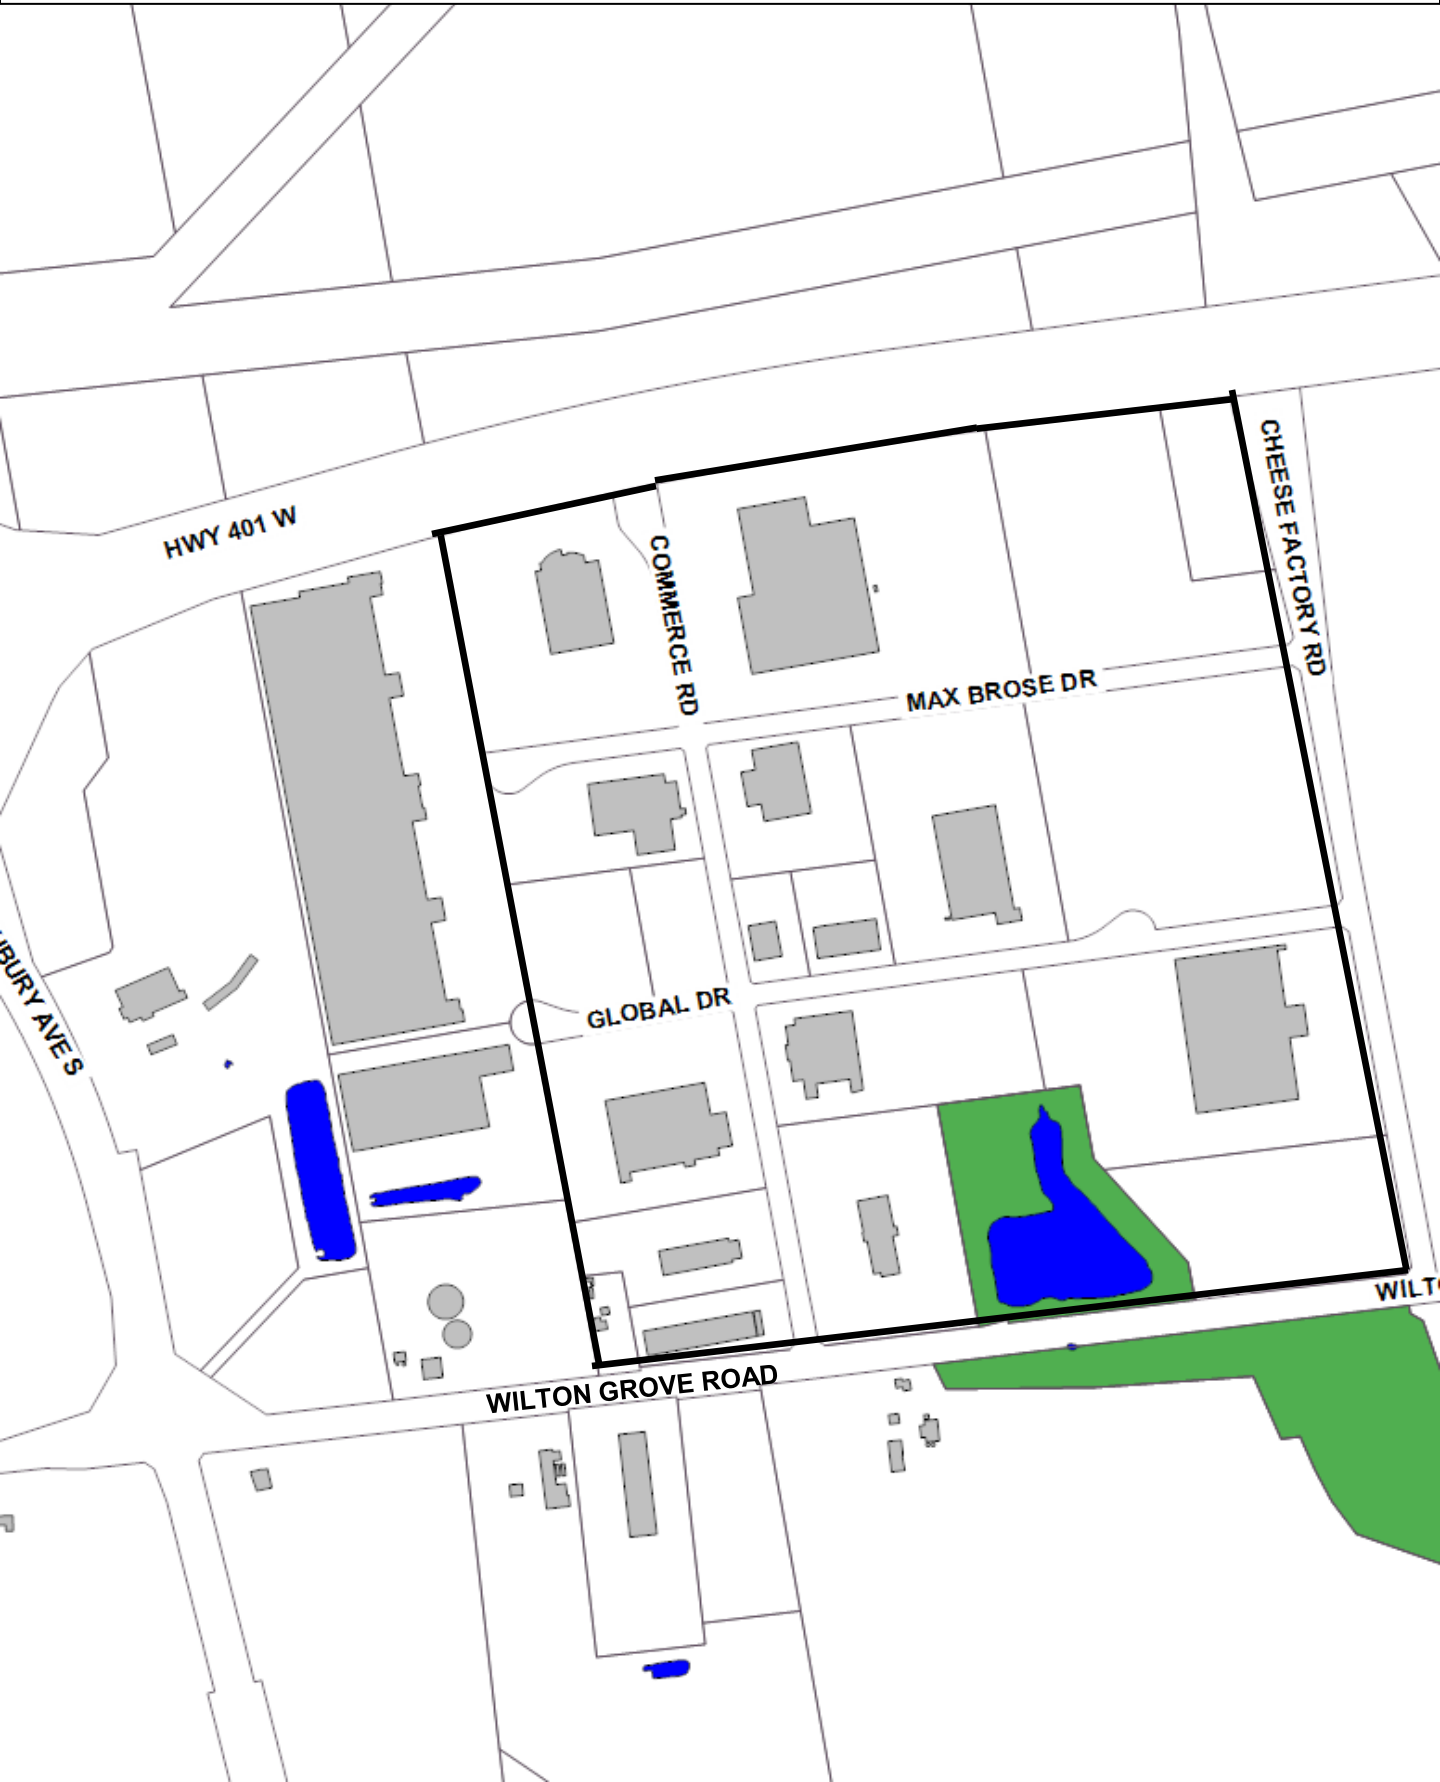 HWY 401 W
CHEESE FACTORY RD
COMMERCE RD
MAX BROSE DR
GLOBAL DR
BURY AVE S
WILTON GROVE ROAD
WILT